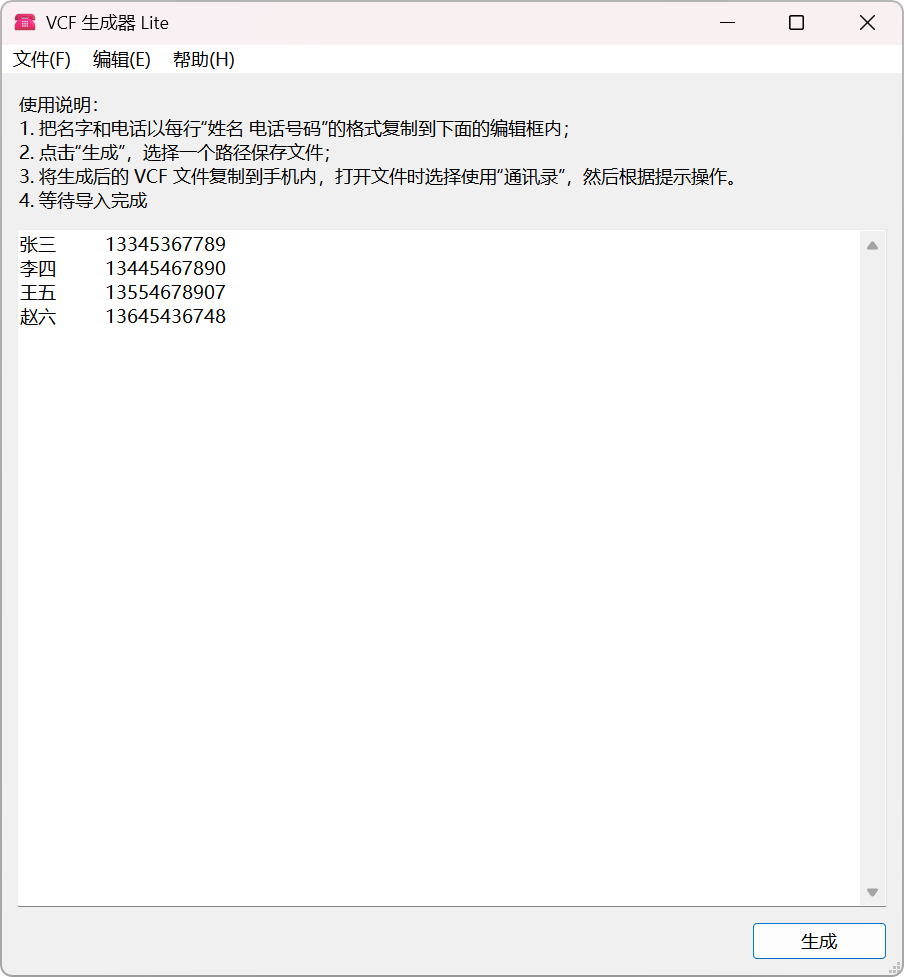 VCF 生成器 Lite
文件(F) 编辑(E) 帮助(H)
使用说明：
1. 把名字和电话以每行“姓名 电话号码”的格式复制到下面的编辑框内；
2. 点击“生成”，选择一个路径保存文件；
3. 将生成后的 VCF 文件复制到手机内，打开文件时选择使用“通讯录”，然后根据提示操作。
4. 等待导入完成
张三 13345367789
李四 13445467890
王五 13554678907
赵六 13645436748
生成